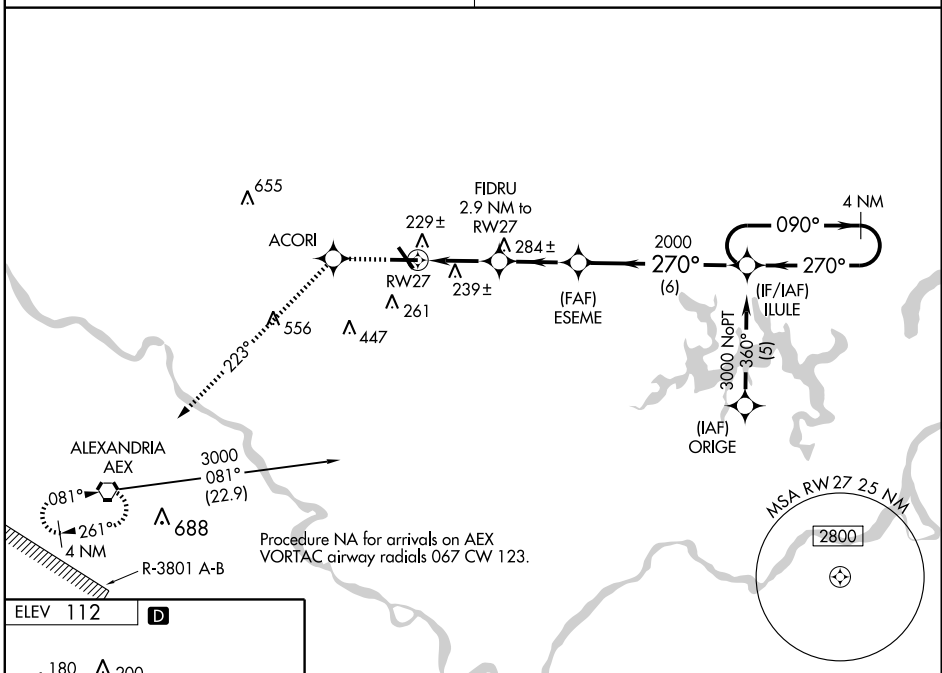 655
FIDRU
2.9 NM to
RW27
4 NM
090°
229±
ACORI
284±
2000
270°
(6)
270°
RW27
239±
(FAF)
ESEME
(IF/IAF)
ILULE
261
556
447
223°
3000 NoPT
360°
(5)
(IAF)
ORIGE
ALEXANDRIA
AEX
3000
081°
(22.9)
081°
261°
4 NM
688
Procedure NA for arrivals on AEX
VORTAC airway radials 067 CW 123.
R-3801 A-B
MSA RW27 25 NM
2800
ELEV 112 D
180
200